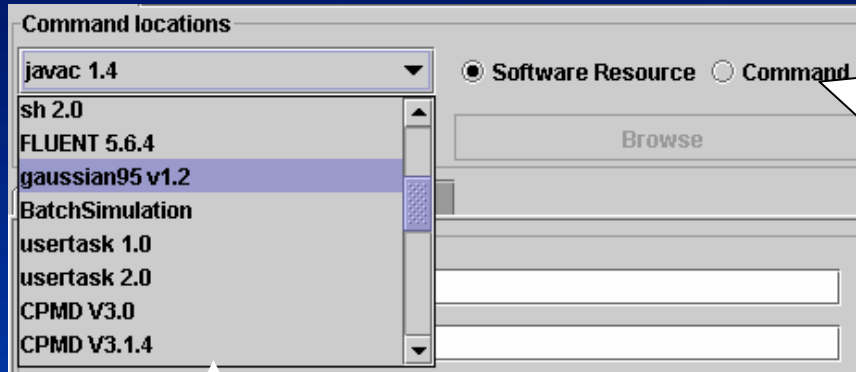 Command locations
javac 1.4
Software Resource Command
sh 2.0
FLUENT 5.6.4
Browse
gaussian95 v1.2
BatchSimulation
usertask 1.0
usertask 2.0
CPMD V3.0
CPMD V3.1.4